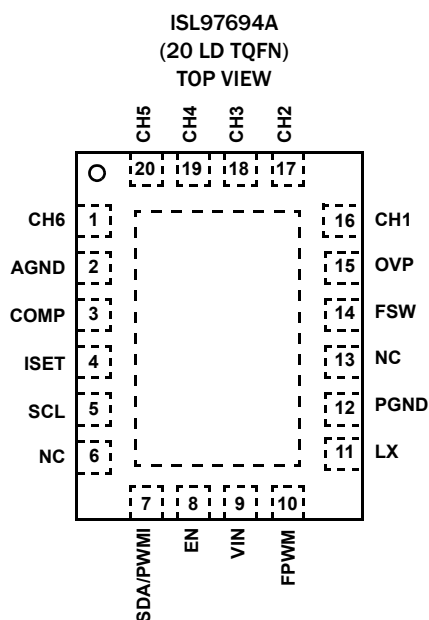 ISL97694A
(20 LD TQFN)
TOP VIEW
CH5
CH4
CH3
CH2
20
19
18
17
CH6
1
AGND
2
COMP
3
ISET
4
SCL
5
NC
6
16
CH1
15
OVP
14
FSW
13
NC
12
PGND
11
LX
7
8
9
10
SDA/PWMI
EN
VIN
FPWM